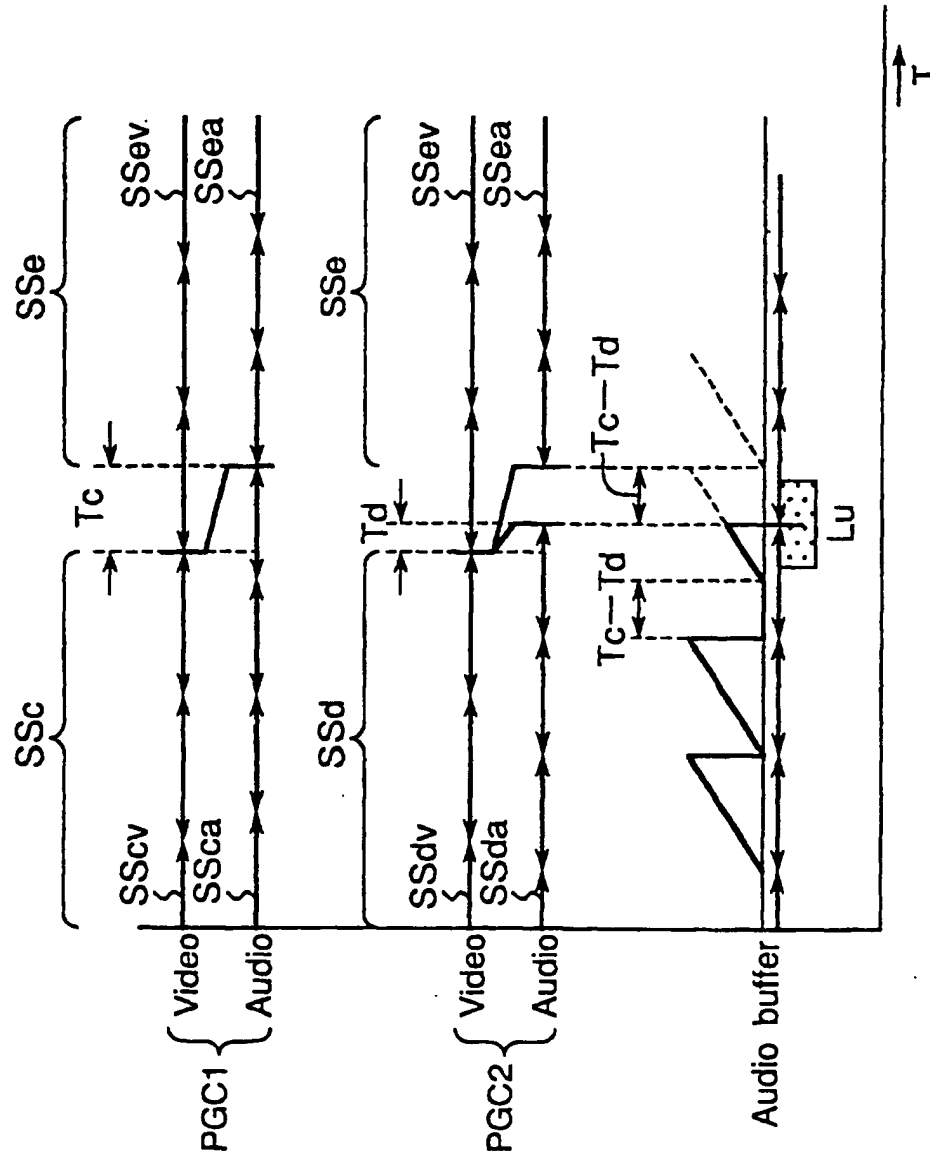 SSc
SSe
Tc
PGC1
Video
SScv
SSev.
Audio
SSca
SSea
SSd
SSe
Td
PGC2
Video
SSdv
SSev
Audio
SSda
SSea
Tc—Td
Tc—Td
Audio buffer
Lu
T